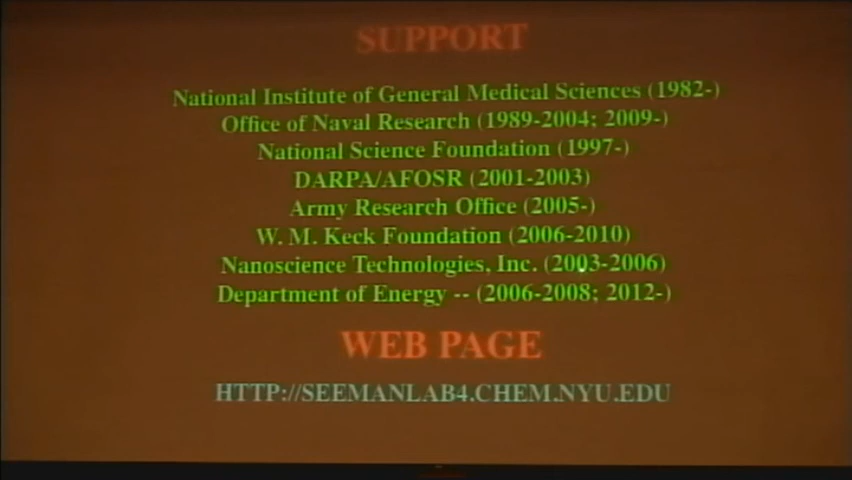 SUPPORT
National Institute of General Medical Sciences (1982-)
Office of Naval Research (1989-2004; 2009-)
National Science Foundation (1997-)
DARPA/AFOSR (2001-2003)
Army Research Office (2005-)
W. M. Keck Foundation (2006-2010)
Nanoscience Technologies, Inc. (2003-2006)
Department of Energy -- (2006-2008; 2012-)
WEB PAGE
HTTP://SEEMANLAB4.CHEM.NYU.EDU